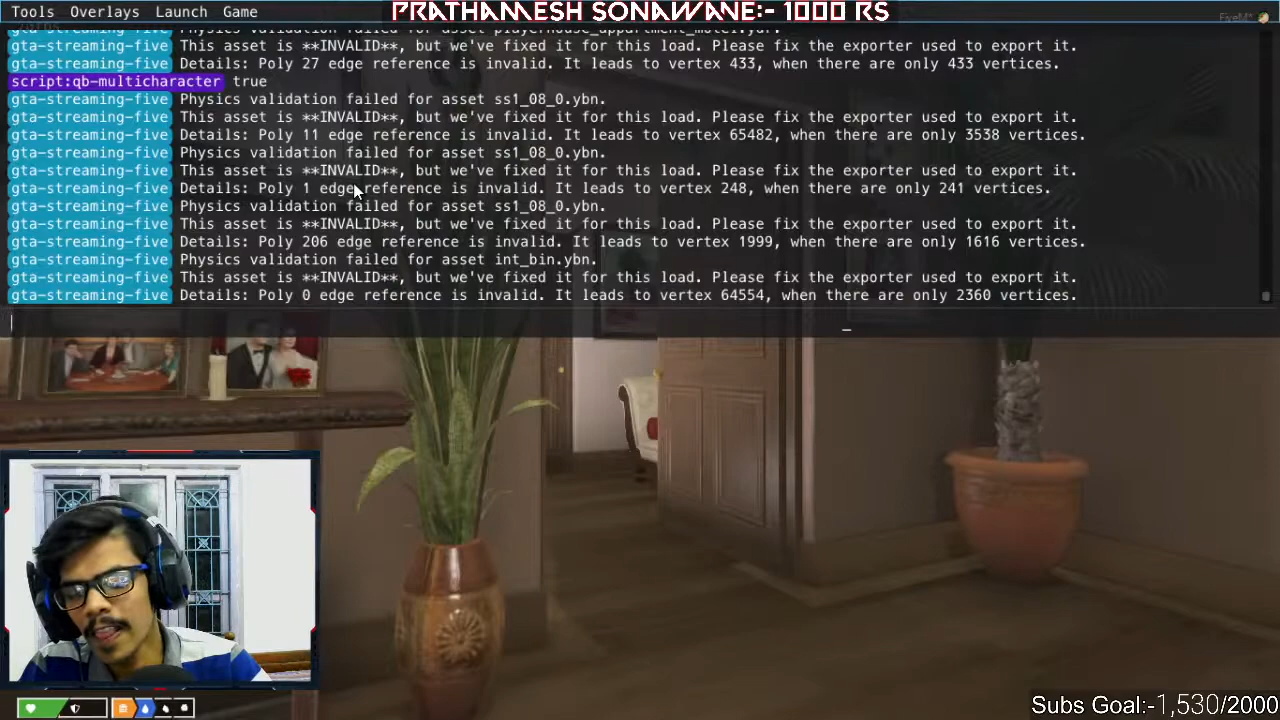 Tools Overlays Launch Game
PRATHAMESH SONAWANE:- 1000 RS
FiveM*
gta-streaming-five Physics validation failed for asset playerhouse_appartment_motel.ydr.
gta-streaming-five This asset is **INVALID**, but we've fixed it for this load. Please fix the exporter used to export it.
gta-streaming-five Details: Poly 27 edge reference is invalid. It leads to vertex 433, when there are only 433 vertices.
script:qb-multicharacter true
gta-streaming-five Physics validation failed for asset ss1_08_0.ybn.
gta-streaming-five This asset is **INVALID**, but we've fixed it for this load. Please fix the exporter used to export it.
gta-streaming-five Details: Poly 11 edge reference is invalid. It leads to vertex 65482, when there are only 3538 vertices.
gta-streaming-five Physics validation failed for asset ss1_08_0.ybn.
gta-streaming-five This asset is **INVALID**, but we've fixed it for this load. Please fix the exporter used to export it.
gta-streaming-five Details: Poly 1 edge reference is invalid. It leads to vertex 248, when there are only 241 vertices.
gta-streaming-five Physics validation failed for asset ss1_08_0.ybn.
gta-streaming-five This asset is **INVALID**, but we've fixed it for this load. Please fix the exporter used to export it.
gta-streaming-five Details: Poly 206 edge reference is invalid. It leads to vertex 1999, when there are only 1616 vertices.
gta-streaming-five Physics validation failed for asset int_bin.ybn.
gta-streaming-five This asset is **INVALID**, but we've fixed it for this load. Please fix the exporter used to export it.
gta-streaming-five Details: Poly 0 edge reference is invalid. It leads to vertex 64554, when there are only 2360 vertices.
Subs Goal:-1,530/2000